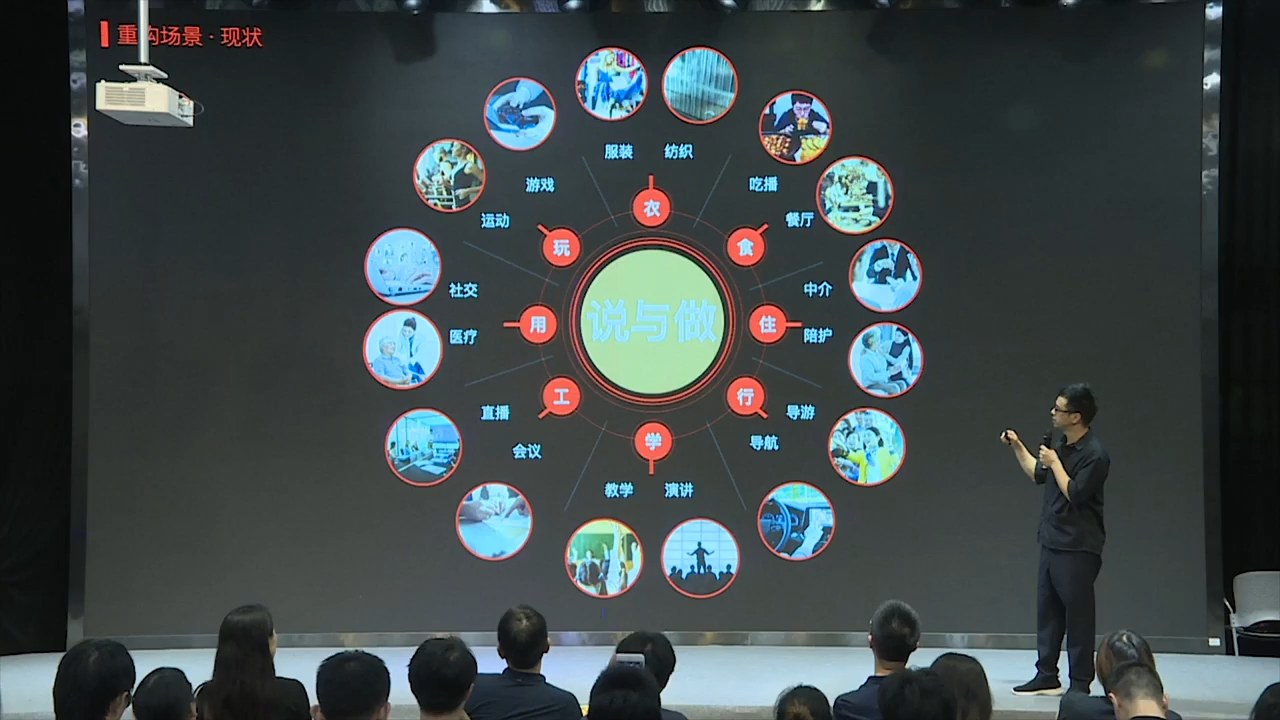 重构场景·现状
服装 纺织
游戏 吃播
运动 衣 餐厅
玩 食
社交 中介
说与做
医疗 用 住 陪护
工 行
直播 导游
会议 学 导航
教学 演讲